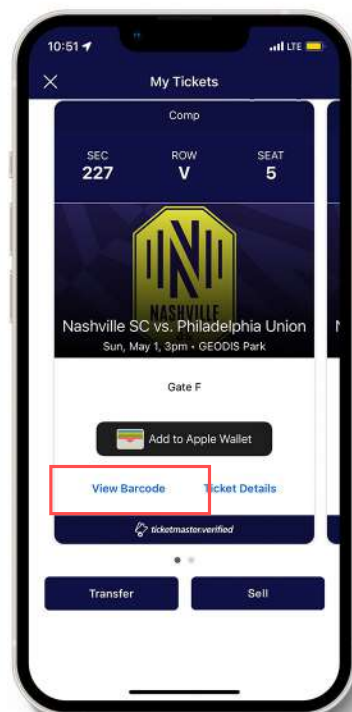 10:51 LTE
My Tickets
Comp
SEC ROW SEAT
227 V 5
NASHVILLE
Nashville SC vs. Philadelphia Union
Sun, May 1, 3pm • GEODIS Park
Gate F
Add to Apple Wallet
View Barcode Ticket Details
ticketmaster.verified
Transfer Sell